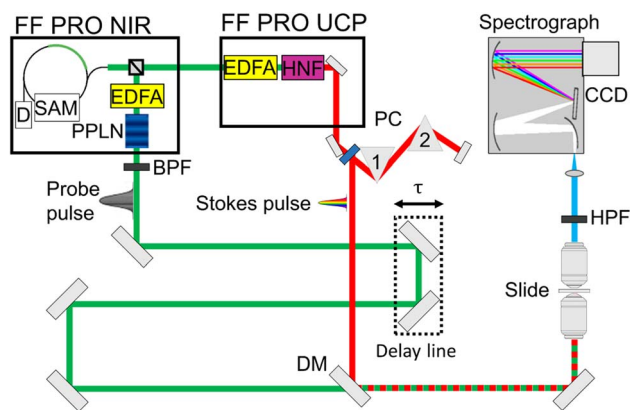 FF PRO NIR
FF PRO UCP
Spectrograph
EDFA
HNF
CCD
D
SAM
EDFA
PPLN
PC
1
2
BPF
Probe
pulse
Stokes pulse
τ
HPF
Slide
Delay line
DM